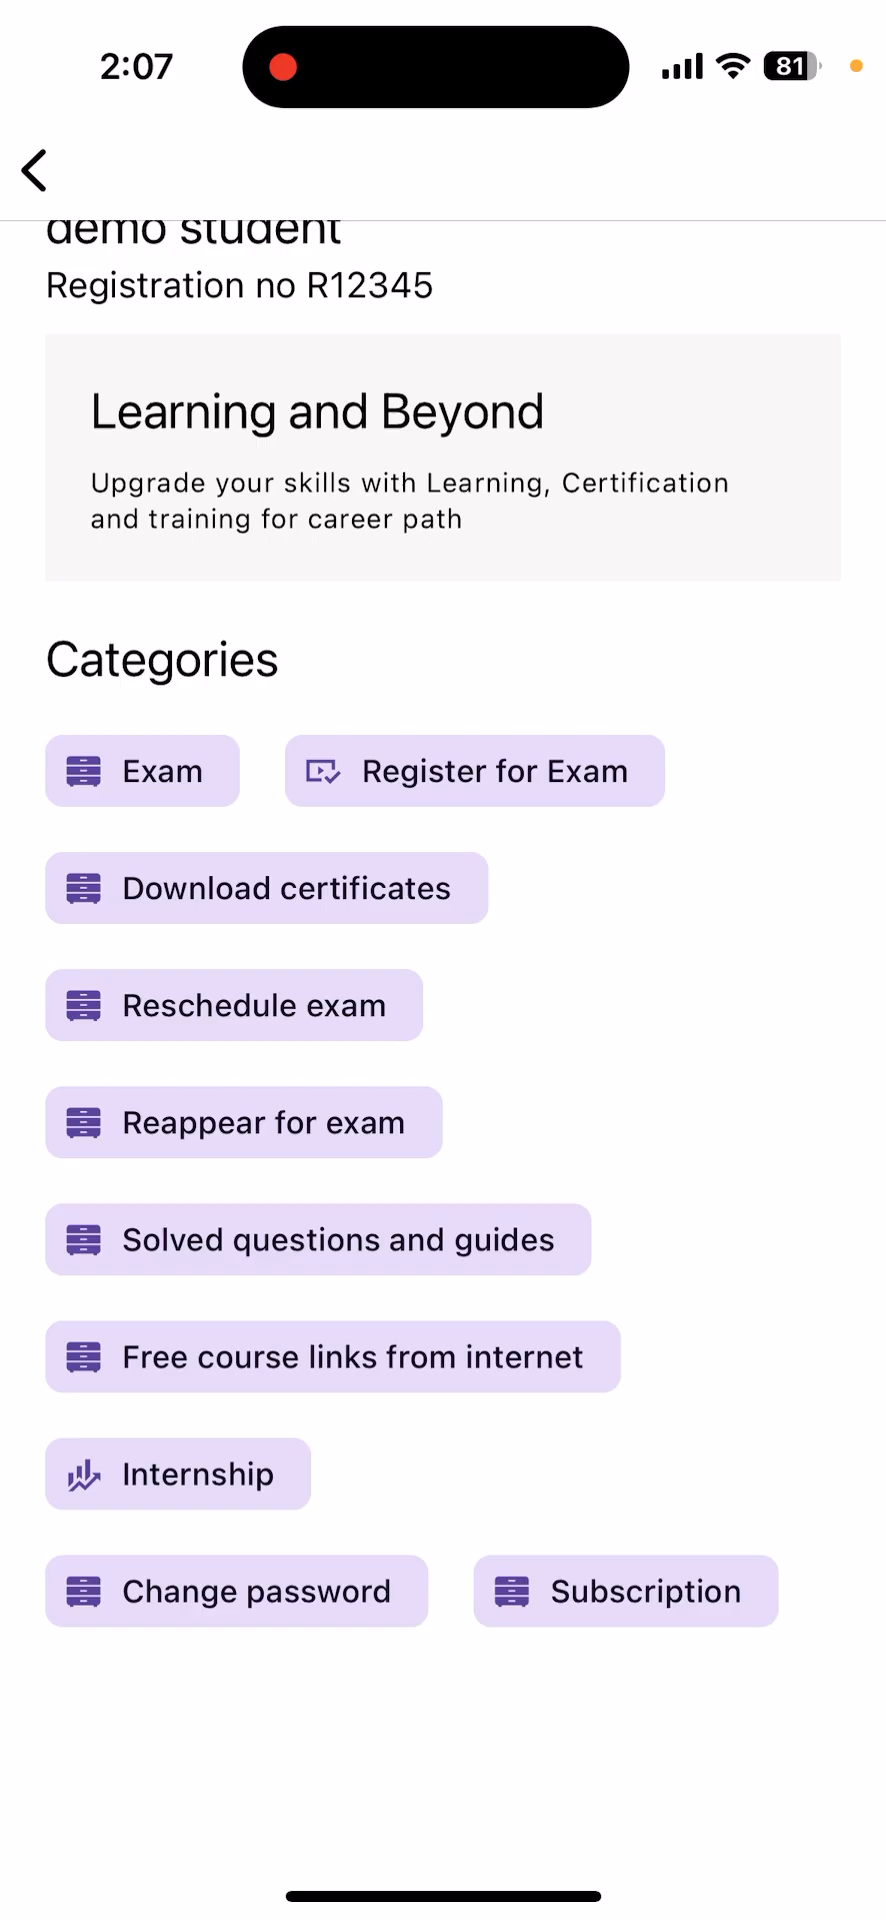 2:07
81
demo student
Registration no R12345
Learning and Beyond
Upgrade your skills with Learning, Certification
and training for career path
Categories
Exam
Register for Exam
Download certificates
Reschedule exam
Reappear for exam
Solved questions and guides
Free course links from internet
Internship
Change password
Subscription